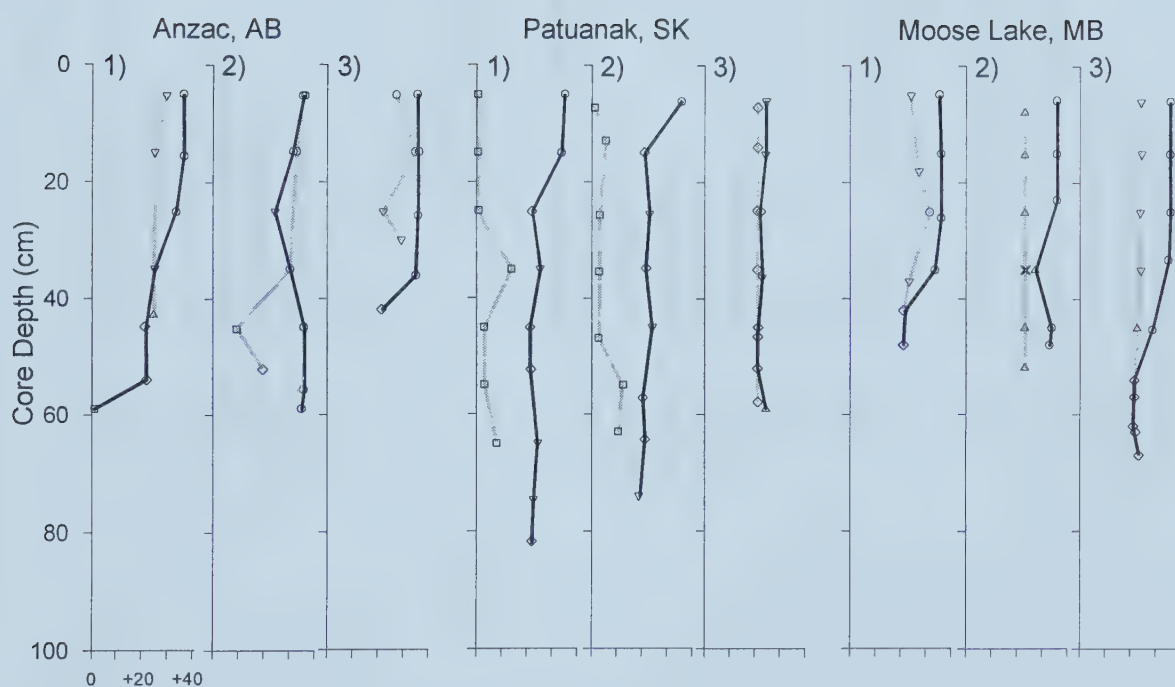 Anzac, AB Patuanak, SK Moose Lake, MB
1) 2) 3) 1) 2) 3) 1) 2) 3)
0
20
40
60
80
100
Core Depth (cm)
0 +20 +40